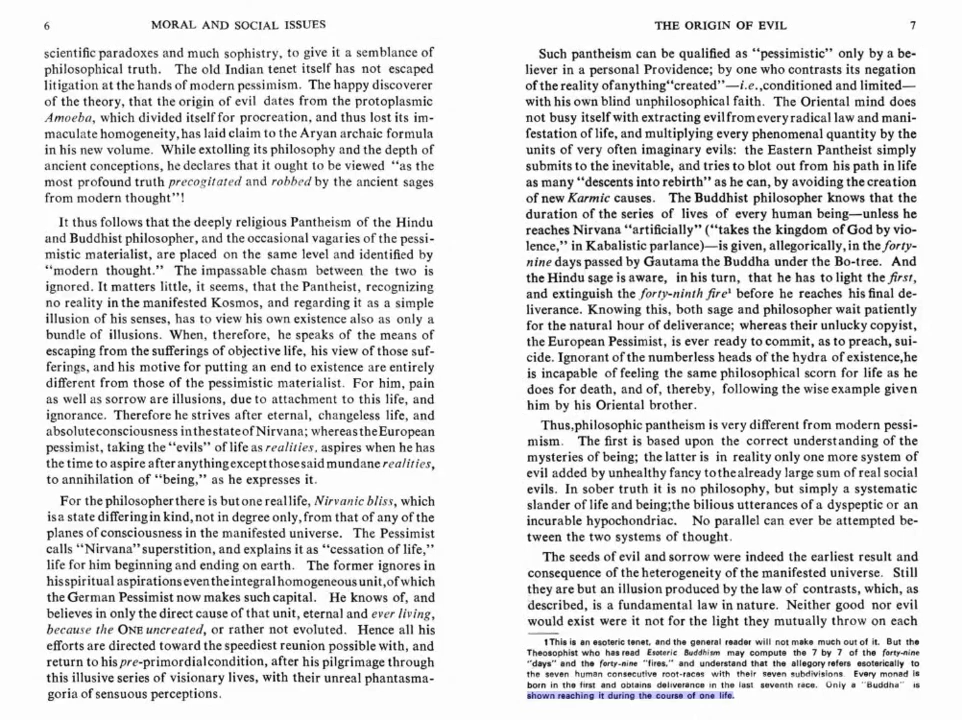 6 MORAL AND SOCIAL ISSUES
scientific paradoxes and much sophistry, to give it a semblance of
philosophical truth. The old Indian tenet itself has not escaped
litigation at the hands of modern pessimism. The happy discoverer
of the theory, that the origin of evil dates from the protoplasmic
Amoeba, which divided itself for procreation, and thus lost its im-
maculate homogeneity, has laid claim to the Aryan archaic formula
in his new volume. While extolling its philosophy and the depth of
ancient conceptions, he declares that it ought to be viewed "as the
most profound truth precogitated and robbed by the ancient sages
from modern thought"!
It thus follows that the deeply religious Pantheism of the Hindu
and Buddhist philosopher, and the occasional vagaries of the pessi-
mistic materialist, are placed on the same level and identified by
"modern thought." The impassable chasm between the two is
ignored. It matters little, it seems, that the Pantheist, recognizing
no reality in the manifested Kosmos, and regarding it as a simple
illusion of his senses, has to view his own existence also as only a
bundle of illusions. When, therefore, he speaks of the means of
escaping from the sufferings of objective life, his view of those suf-
ferings, and his motive for putting an end to existence are entirely
different from those of the pessimistic materialist. For him, pain
as well as sorrow are illusions, due to attachment to this life, and
ignorance. Therefore he strives after eternal, changeless life, and
absolute consciousness in the state of Nirvana; whereas the European
pessimist, taking the "evils" of life as realities, aspires when he has
the time to aspire after anything except those said mundane realities,
to annihilation of "being," as he expresses it.
For the philosopher there is but one real life, Nirvanic bliss, which
is a state differing in kind, not in degree only, from that of any of the
planes of consciousness in the manifested universe. The Pessimist
calls "Nirvana" superstition, and explains it as "cessation of life,"
life for him beginning and ending on earth. The former ignores in
his spiritual aspirations even the integral homogeneous unit, of which
the German Pessimist now makes such capital. He knows of, and
believes in only the direct cause of that unit, eternal and ever living,
because the ONE uncreated, or rather not evoluted. Hence all his
efforts are directed toward the speediest reunion possible with, and
return to his pre-primordial condition, after his pilgrimage through
this illusive series of visionary lives, with their unreal phantasma-
goria of sensuous perceptions.
THE ORIGIN OF EVIL 7
Such pantheism can be qualified as "pessimistic" only by a be-
liever in a personal Providence; by one who contrasts its negation
of the reality of anything "created"—i.e., conditioned and limited—
with his own blind unphilosophical faith. The Oriental mind does
not busy itself with extracting evil from every radical law and mani-
festation of life, and multiplying every phenomenal quantity by the
units of very often imaginary evils: the Eastern Pantheist simply
submits to the inevitable, and tries to blot out from his path in life
as many "descents into rebirth" as he can, by avoiding the creation
of new Karmic causes. The Buddhist philosopher knows that the
duration of the series of lives of every human being—unless he
reaches Nirvana "artificially" ("takes the kingdom of God by vio-
lence," in Kabalistic parlance)—is given, allegorically, in the forty-
nine days passed by Gautama the Buddha under the Bo-tree. And
the Hindu sage is aware, in his turn, that he has to light the first,
and extinguish the forty-ninth fire¹ before he reaches his final de-
liverance. Knowing this, both sage and philosopher wait patiently
for the natural hour of deliverance; whereas their unlucky copyist,
the European Pessimist, is ever ready to commit, as to preach, sui-
cide. Ignorant of the numberless heads of the hydra of existence, he
is incapable of feeling the same philosophical scorn for life as he
does for death, and of, thereby, following the wise example given
him by his Oriental brother.
Thus, philosophic pantheism is very different from modern pessi-
mism. The first is based upon the correct understanding of the
mysteries of being; the latter is in reality only one more system of
evil added by unhealthy fancy to the already large sum of real social
evils. In sober truth it is no philosophy, but simply a systematic
slander of life and being; the bilious utterances of a dyspeptic or an
incurable hypochondriac. No parallel can ever be attempted be-
tween the two systems of thought.
The seeds of evil and sorrow were indeed the earliest result and
consequence of the heterogeneity of the manifested universe. Still
they are but an illusion produced by the law of contrasts, which, as
described, is a fundamental law in nature. Neither good nor evil
would exist were it not for the light they mutually throw on each
1 This is an esoteric tenet, and the general reader will not make much out of it. But the
Theosophist who has read Esoteric Buddhism may compute the 7 by 7 of the forty-nine
"days" and the forty-nine "fires," and understand that the allegory refers esoterically to
the seven human consecutive root-races with their seven subdivisions. Every monad is
born in the first and obtains deliverance in the last seventh race. Only a "Buddha" is
shown reaching it during the course of one life.